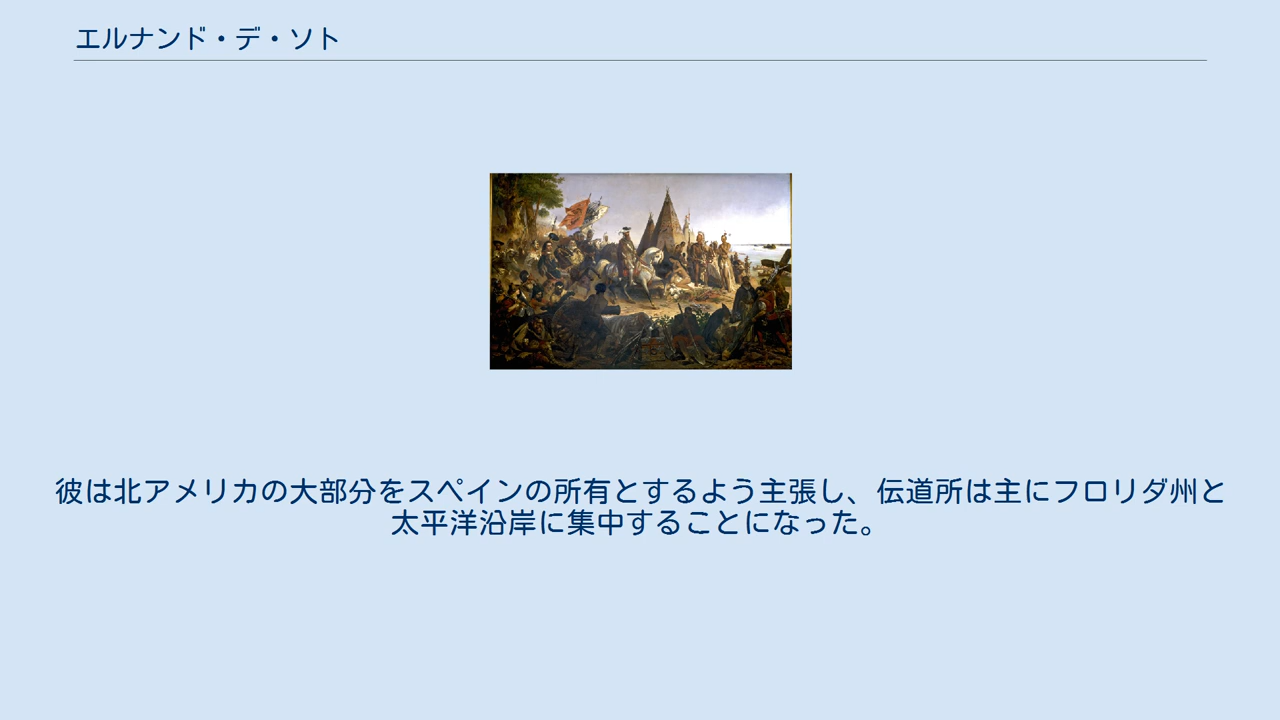 エルナンド・デ・ソト
彼は北アメリカの大部分をスペインの所有とするよう主張し、伝道所は主にフロリダ州と
太平洋沿岸に集中することになった。